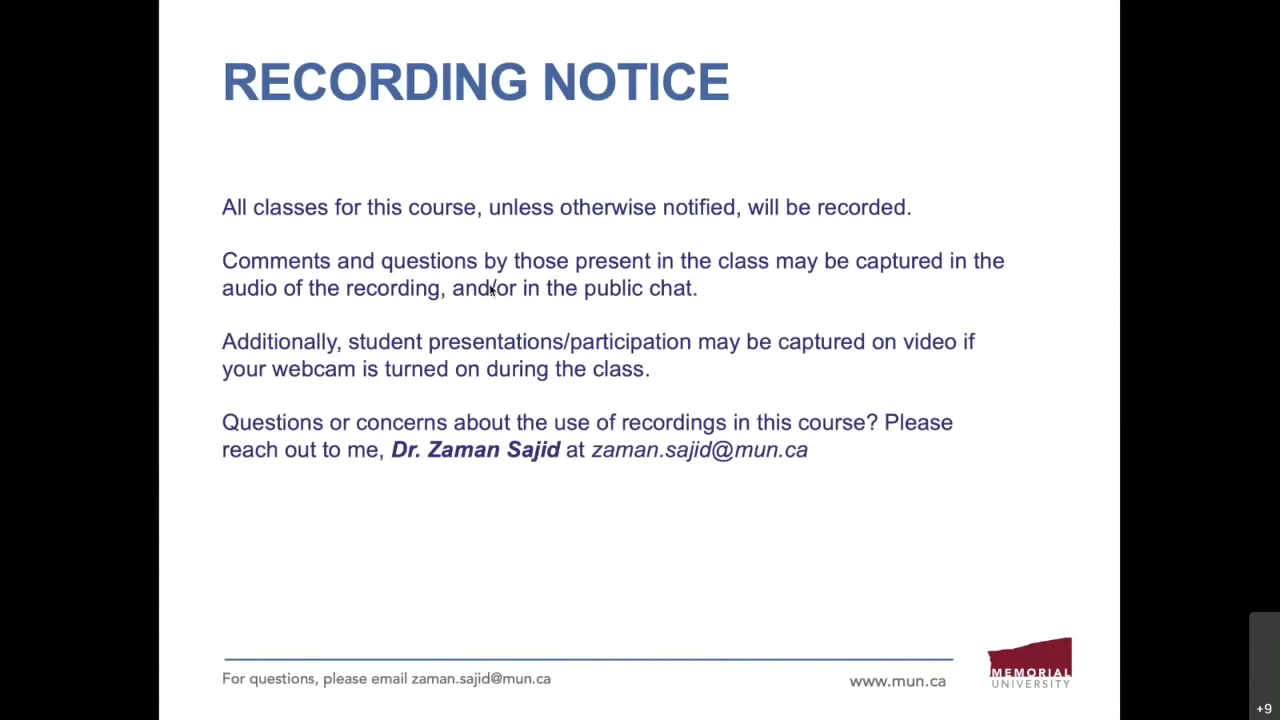 RECORDING NOTICE
All classes for this course, unless otherwise notified, will be recorded.
Comments and questions by those present in the class may be captured in the
audio of the recording, and/or in the public chat.
Additionally, student presentations/participation may be captured on video if
your webcam is turned on during the class.
Questions or concerns about the use of recordings in this course? Please
reach out to me, Dr. Zaman Sajid at zaman.sajid@mun.ca
For questions, please email zaman.sajid@mun.ca
www.mun.ca
MEMORIAL
UNIVERSITY
+9